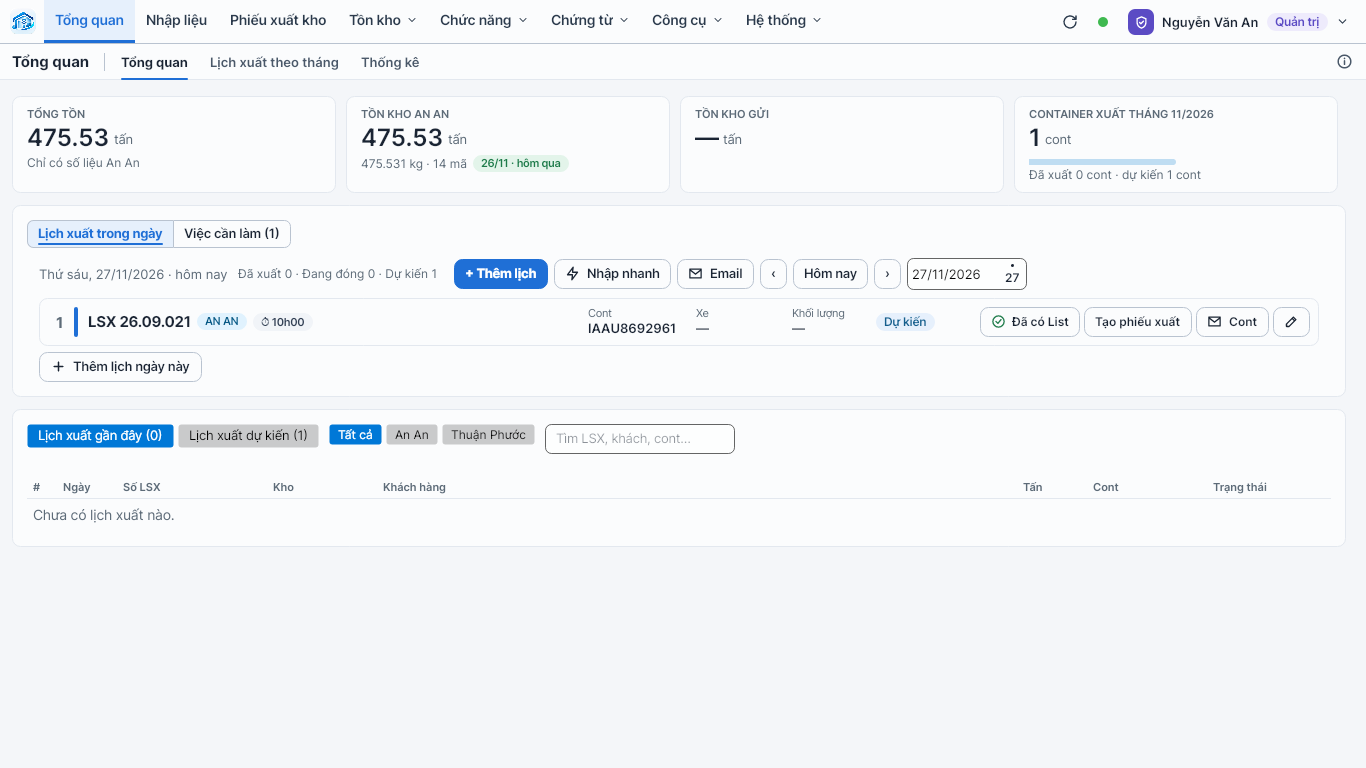 Tổng quan Nhập liệu Phiếu xuất kho Tồn kho Chức năng Chứng từ Công cụ Hệ thống Nguyễn Văn An Quản trị
Tổng quan Tổng quan Lịch xuất theo tháng Thống kê
TỔNG TỒN
475.53 tấn
Chỉ có số liệu An An
TỒN KHO AN AN
475.53 tấn
475.531 kg · 14 mã 26/11 · hôm qua
TỒN KHO GỬI
— tấn
CONTAINER XUẤT THÁNG 11/2026
1 cont
Đã xuất 0 cont · dự kiến 1 cont
Lịch xuất trong ngày Việc cần làm (1)
Thứ sáu, 27/11/2026 · hôm nay Đã xuất 0 · Đang đóng 0 · Dự kiến 1 + Thêm lịch Nhập nhanh Email ‹ Hôm nay › 27/11/2026 27
1 LSX 26.09.021 AN AN 10h00 Cont Xe Khối lượng
IAAU8692961 — — Dự kiến Đã có List Tạo phiếu xuất Cont
+ Thêm lịch ngày này
Lịch xuất gần đây (0) Lịch xuất dự kiến (1) Tất cả An An Thuận Phước Tìm LSX, khách, cont...
# Ngày Số LSX Kho Khách hàng Tấn Cont Trạng thái
Chưa có lịch xuất nào.